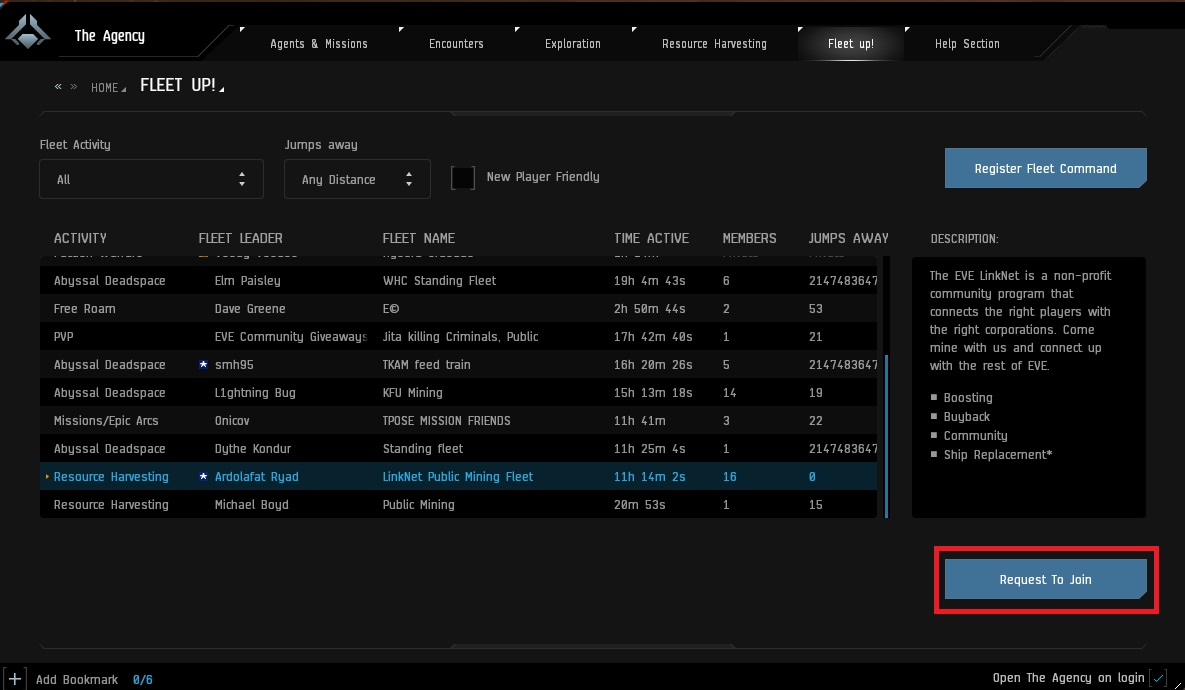 The Agency
Agents & Missions
Encounters
Exploration
Resource Harvesting
Fleet up!
Help Section
« » HOME FLEET UP!
Fleet Activity
Jumps away
All
Any Distance
New Player Friendly
Register Fleet Command
ACTIVITY FLEET LEADER FLEET NAME TIME ACTIVE MEMBERS JUMPS AWAY
Abyssal Deadspace Elm Paisley WHC Standing Fleet 19h 4m 43s 6 2147483647
Free Roam Dave Greene E© 2h 50m 44s 2 53
PVP EVE Community Giveaways Jita killing Criminals, Public 17h 42m 40s 1 21
Abyssal Deadspace smh95 TKAM feed train 16h 20m 26s 5 2147483647
Abyssal Deadspace L1ghtning Bug KFU Mining 15h 13m 18s 14 19
Missions/Epic Arcs Onicov TPOSE MISSION FRIENDS 11h 41m 3 22
Abyssal Deadspace Dythe Kondur Standing fleet 11h 25m 4s 1 2147483647
Resource Harvesting Ardolafat Ryad LinkNet Public Mining Fleet 11h 14m 2s 16 0
Resource Harvesting Michael Boyd Public Mining 20m 53s 1 15
DESCRIPTION:
The EVE LinkNet is a non-profit
community program that
connects the right players with
the right corporations. Come
mine with us and connect up
with the rest of EVE.
■ Boosting
■ Buyback
■ Community
■ Ship Replacement*
Request To Join
Add Bookmark 0/6
Open The Agency on login